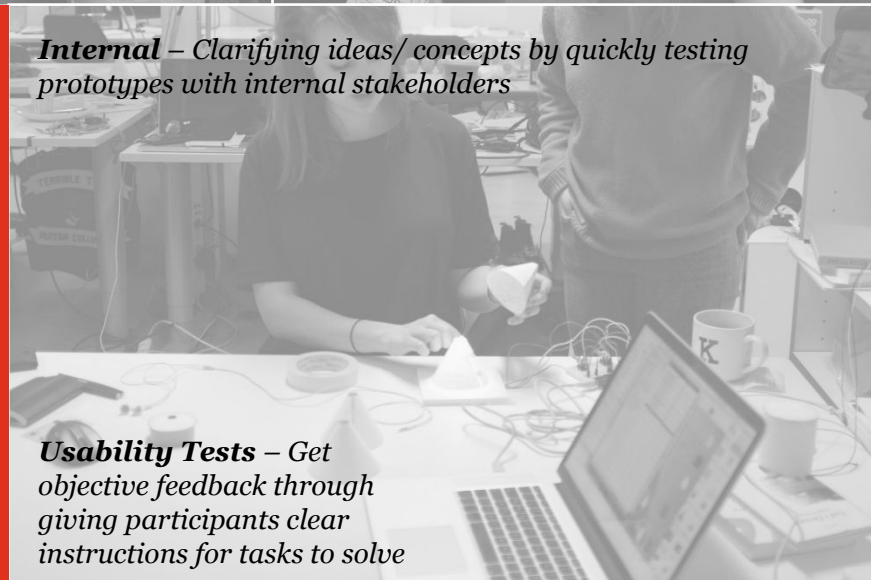 Internal – Clarifying ideas/ concepts by quickly testing
prototypes with internal stakeholders
TERRIBLE T
K
Usability Tests – Get
objective feedback through
giving participants clear
instructions for tasks to solve